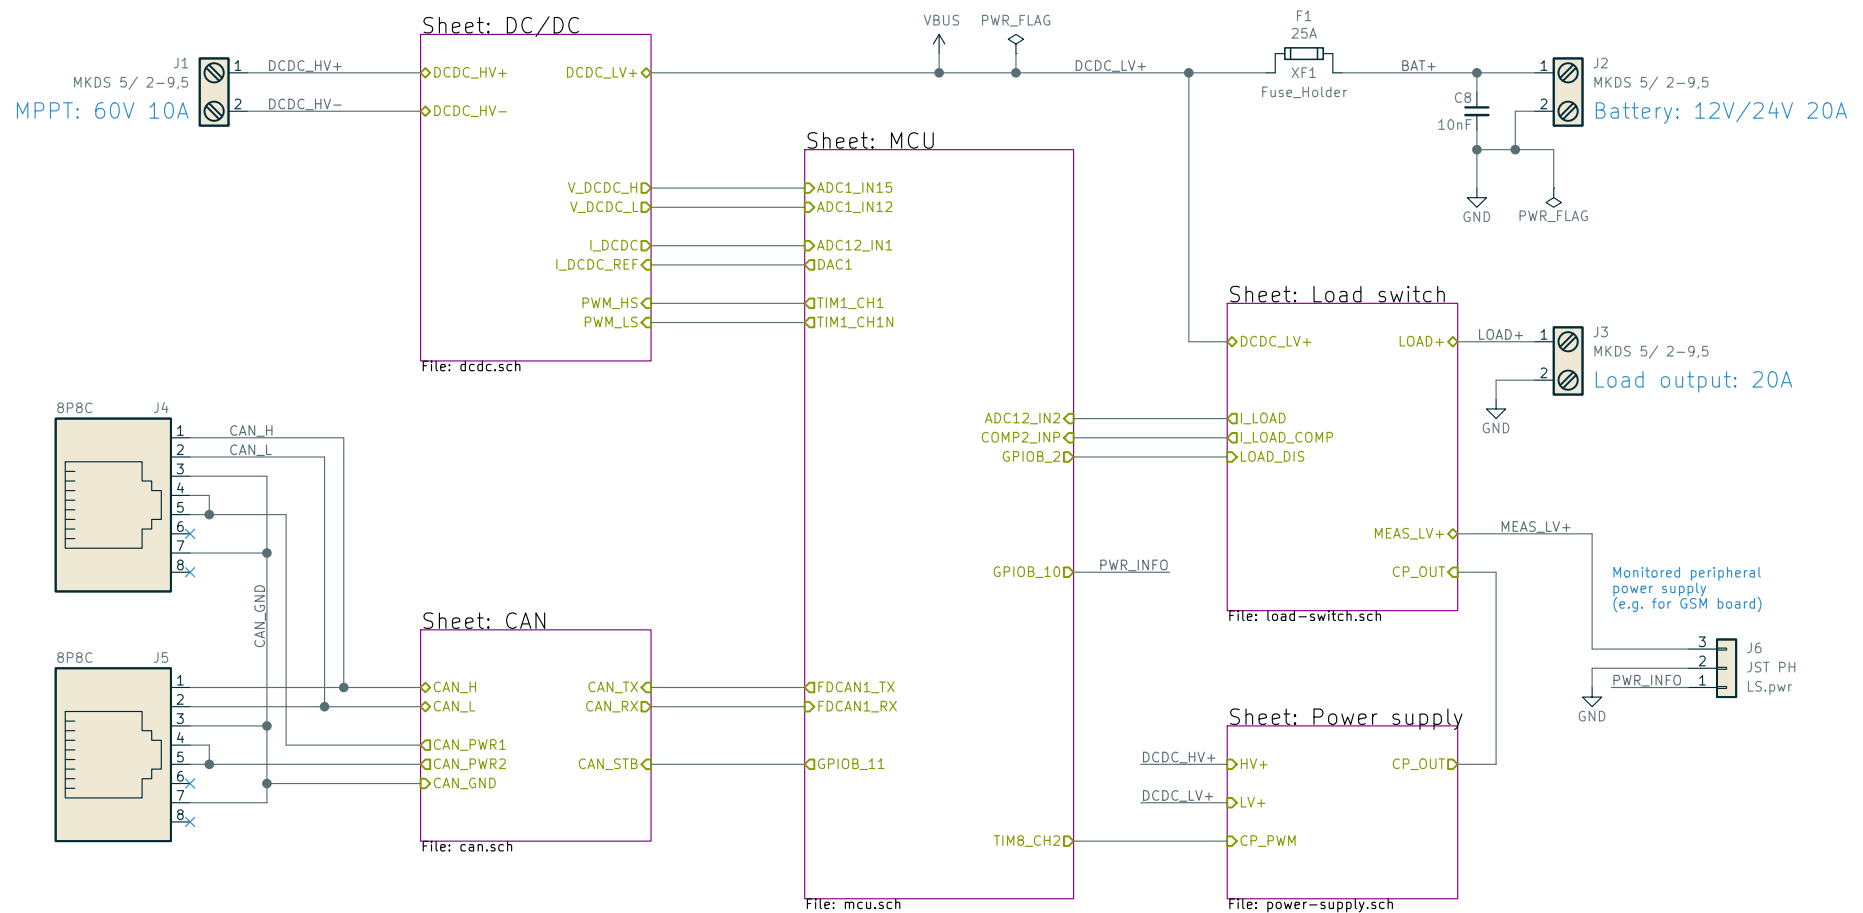 Sheet: DC/DC
VBUS
PWR_FLAG
F1
25A
J1
MKDS 5/ 2-9,5
MPPT: 60V 10A
1
2
DCDC_HV+
DCDC_HV-
DCDC_HV+
DCDC_HV-
DCDC_LV+
DCDC_LV+
XF1
Fuse_Holder
BAT+
C8
10nF
1
2
J2
MKDS 5/ 2-9,5
Battery: 12V/24V 20A
GND
PWR_FLAG
V_DCDC_H
V_DCDC_L
I_DCDC
I_DCDC_REF
PWM_HS
PWM_LS
File: dcdc.sch
Sheet: MCU
ADC1_IN15
ADC1_IN12
ADC12_IN1
DAC1
TIM1_CH1
TIM1_CH1N
ADC12_IN2
COMP2_INP
GPIOB_2
GPIOB_10
PWR_INFO
FDCAN1_TX
FDCAN1_RX
GPIOB_11
TIM8_CH2
File: mcu.sch
Sheet: Load switch
DCDC_LV+
LOAD+
I_LOAD
I_LOAD_COMP
LOAD_DIS
MEAS_LV+
CP_OUT
File: load-switch.sch
LOAD+
1
2
J3
MKDS 5/ 2-9,5
Load output: 20A
GND
MEAS_LV+
Monitored peripheral
power supply
(e.g. for GSM board)
3
2
1
J6
JST PH
LS.pwr
PWR_INFO
GND
8P8C
J4
1
2
3
4
5
6
7
8
CAN_H
CAN_L
CAN_GND
8P8C
J5
1
2
3
4
5
6
7
8
Sheet: CAN
CAN_H
CAN_L
CAN_PWR1
CAN_PWR2
CAN_GND
CAN_TX
CAN_RX
CAN_STB
File: can.sch
Sheet: Power supply
DCDC_HV+
DCDC_LV+
HV+
LV+
CP_PWM
CP_OUT
File: power-supply.sch